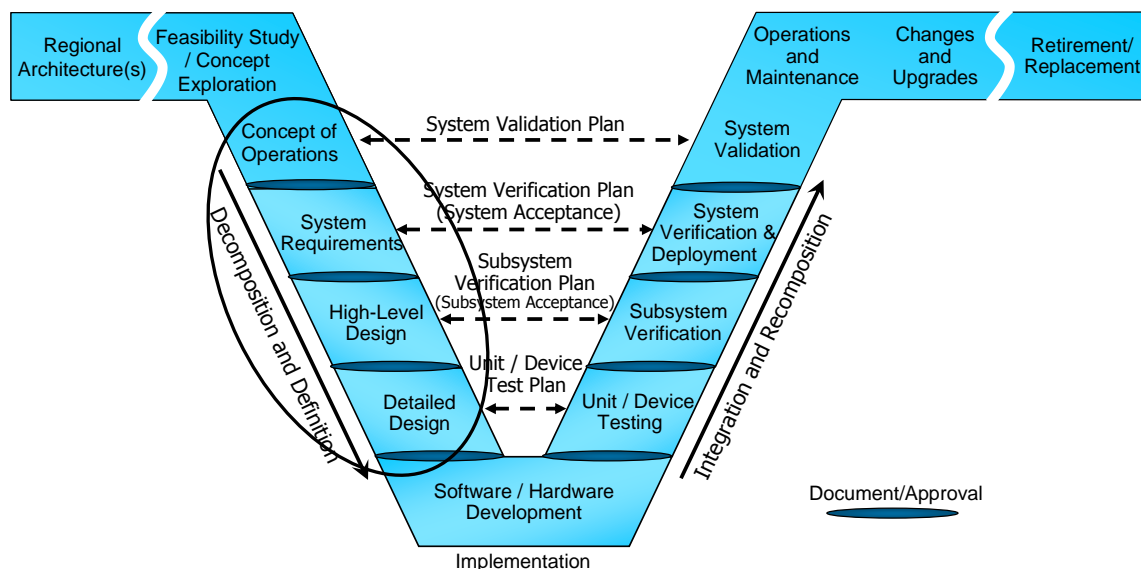 Regional
Architecture(s)
Feasibility Study
/ Concept
Exploration
Operations
and
Maintenance
Changes
and
Upgrades
Retirement/
Replacement
Concept of
Operations
System Validation Plan
System
Validation
System
Requirements
System Verification Plan
(System Acceptance)
System
Verification &
Deployment
High-Level
Design
Subsystem
Verification Plan
(Subsystem Acceptance)
Subsystem
Verification
Detailed
Design
Unit / Device
Test Plan
Unit / Device
Testing
Decomposition and Definition
Integration and Recomposition
Software / Hardware
Development
Implementation
Document/Approval